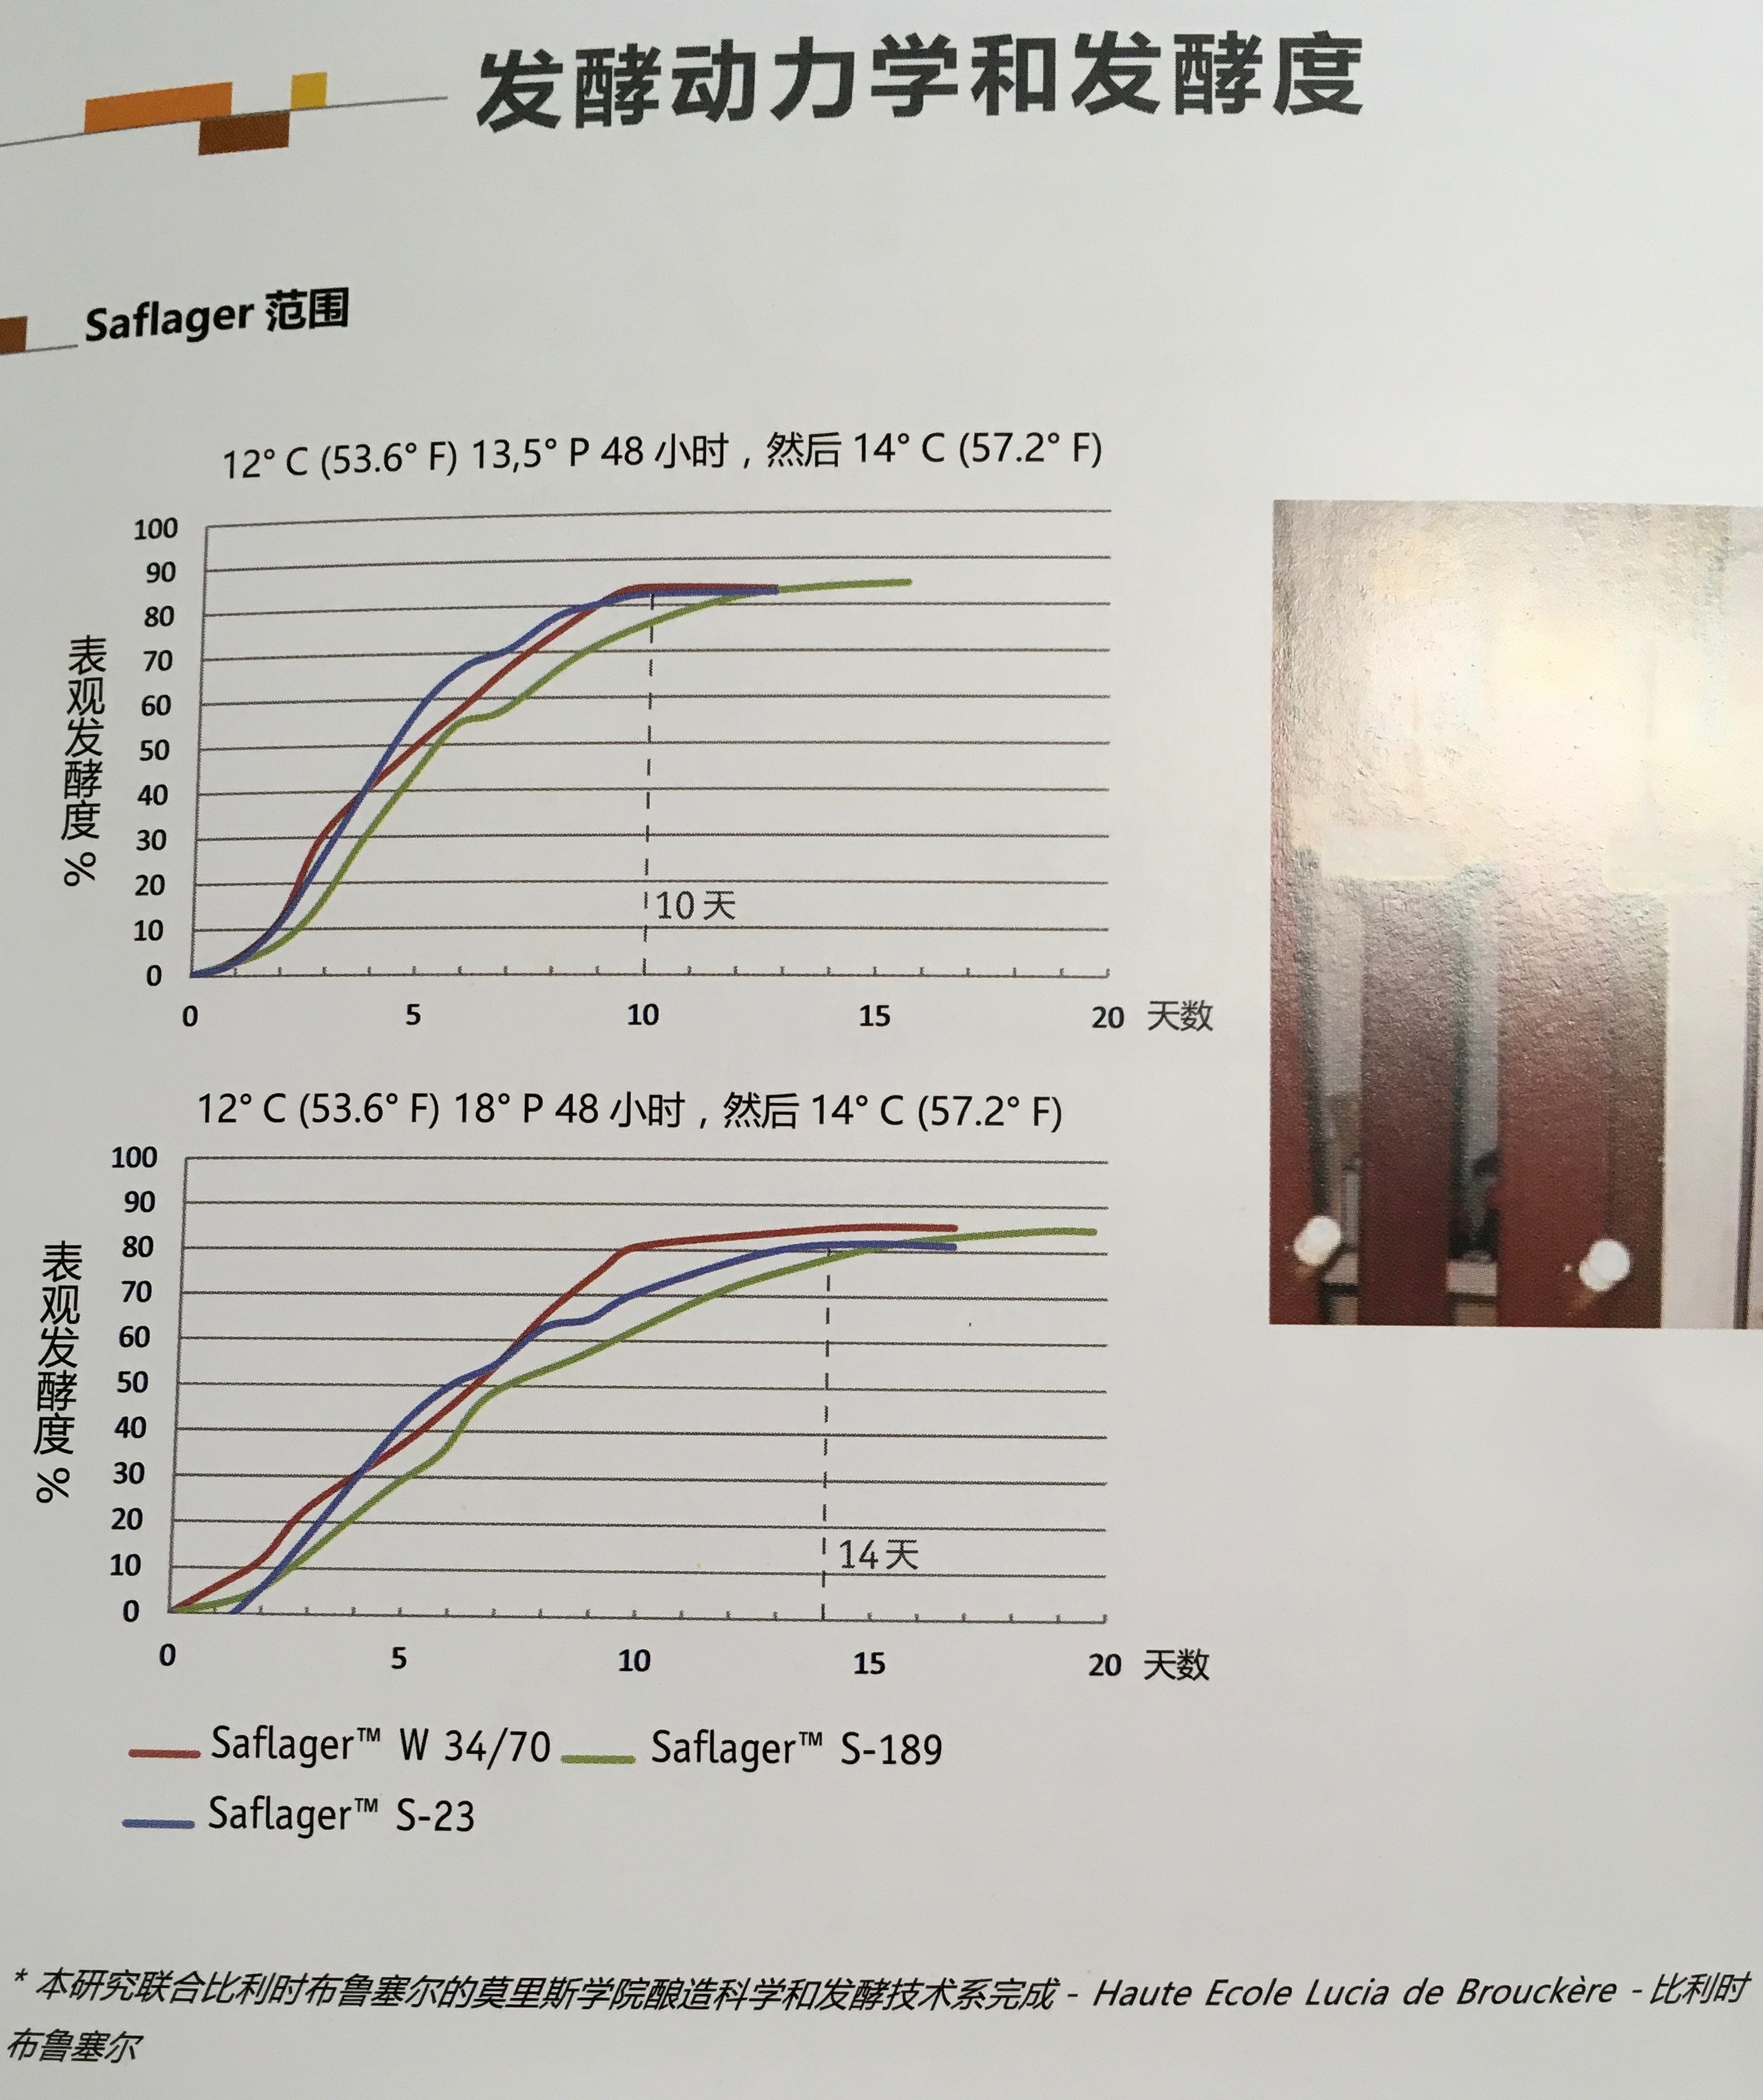 发酵动力学和发酵度
Saflager 范围
12° C (53.6° F) 13,5° P 48 小时，然后 14° C (57.2° F)
表观发酵度 %
100
90
80
70
60
50
40
30
20
10
0
10 天
0 5 10 15 20 天数
12° C (53.6° F) 18° P 48 小时，然后 14° C (57.2° F)
表观发酵度 %
100
90
80
70
60
50
40
30
20
10
0
14 天
0 5 10 15 20 天数
Saflager™ W 34/70 Saflager™ S-189
Saflager™ S-23
* 本研究联合比利时布鲁塞尔的莫里斯学院酿造科学和发酵技术系完成 - Haute Ecole Lucia de Brouckère - 比利时
布鲁塞尔